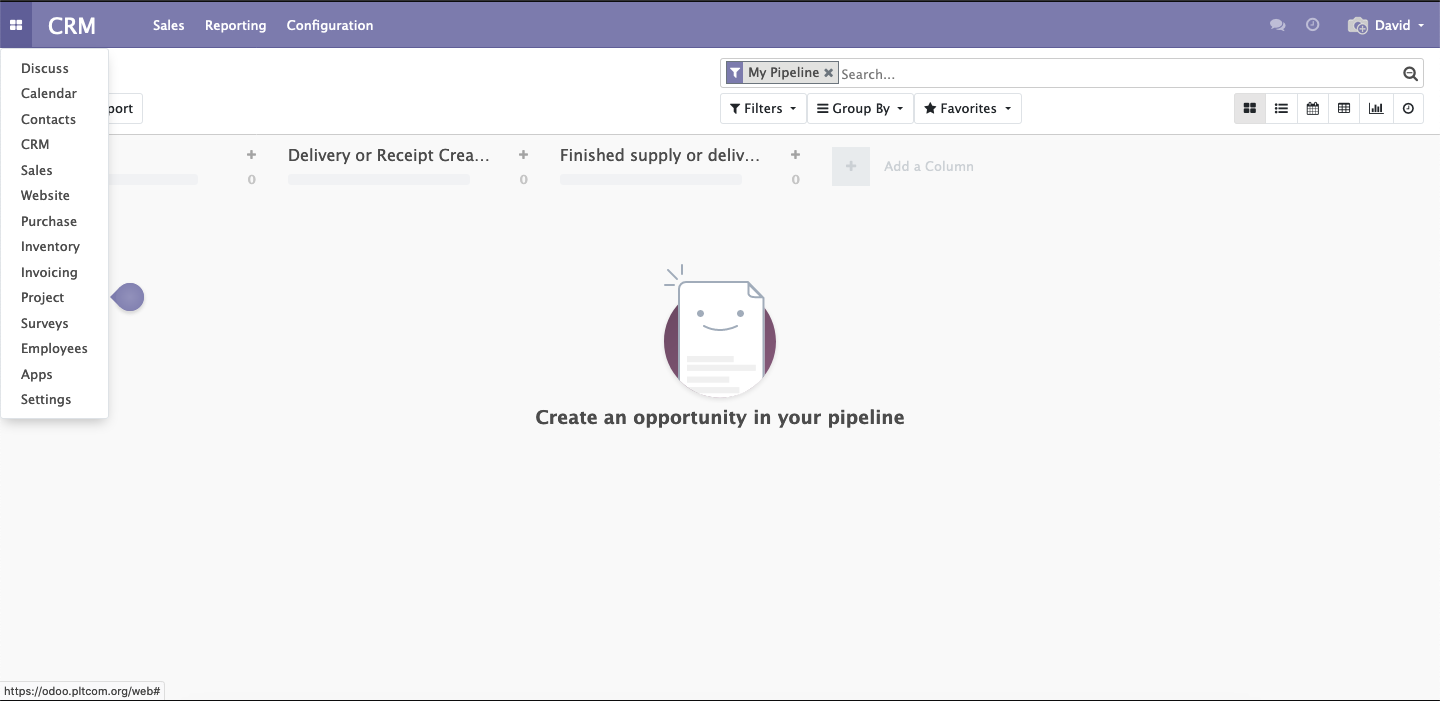 CRM Sales Reporting Configuration David
Discuss
Calendar
Contacts
CRM
Sales
Website
Purchase
Inventory
Invoicing
Project
Surveys
Employees
Apps
Settings
My Pipeline Search...
port Filters Group By Favorites
Delivery or Receipt Crea... Finished supply or deliv... Add a Column
0 0 0
Create an opportunity in your pipeline
https://odoo.pltcom.org/web#